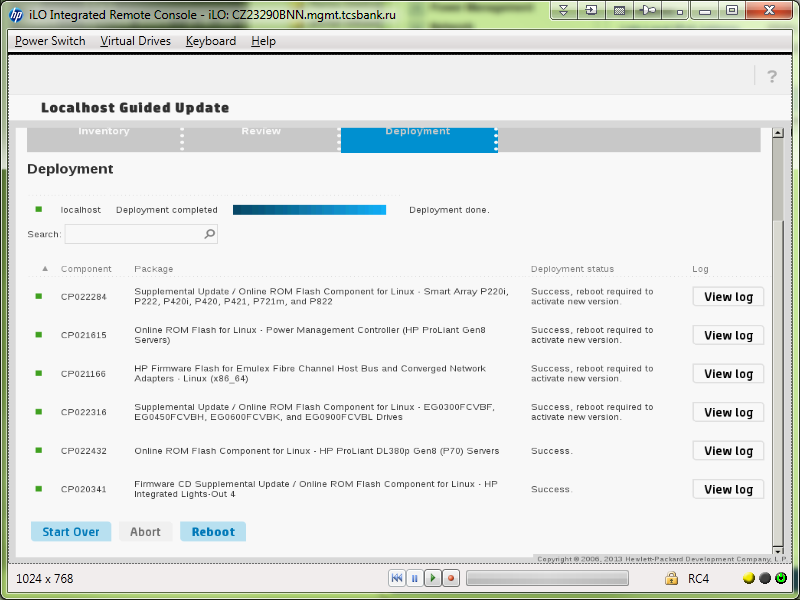 iLO Integrated Remote Console - iLO: CZ23290BNN.mgmt.tcsbank.ru
Power Switch Virtual Drives Keyboard Help
?
Localhost Guided Update
Inventory Review Deployment
Deployment
localhost Deployment completed Deployment done.
Search:
Component Package Deployment status Log
CP022284 Supplemental Update / Online ROM Flash Component for Linux - Smart Array P220i, P222, P420i, P420, P421, P721m, and P822 Success, reboot required to activate new version. View log
CP021615 Online ROM Flash for Linux - Power Management Controller (HP ProLiant Gen8 Servers) Success, reboot required to activate new version. View log
CP021166 HP Firmware Flash for Emulex Fibre Channel Host Bus and Converged Network Adapters - Linux (x86_64) Success, reboot required to activate new version. View log
CP022316 Supplemental Update / Online ROM Flash Component for Linux - EG0300FCVBF, EG0450FCVBH, EG0600FCVBK, and EG0900FCVBL Drives Success, reboot required to activate new version. View log
CP022432 Online ROM Flash Component for Linux - HP ProLiant DL380p Gen8 (P70) Servers Success. View log
CP020341 Firmware CD Supplemental Update / Online ROM Flash Component for Linux - HP Integrated Lights-Out 4 Success. View log
Start Over Abort Reboot
Copyright © 2006, 2013 Hewlett-Packard Development Company, L.P.
1024 x 768 RC4